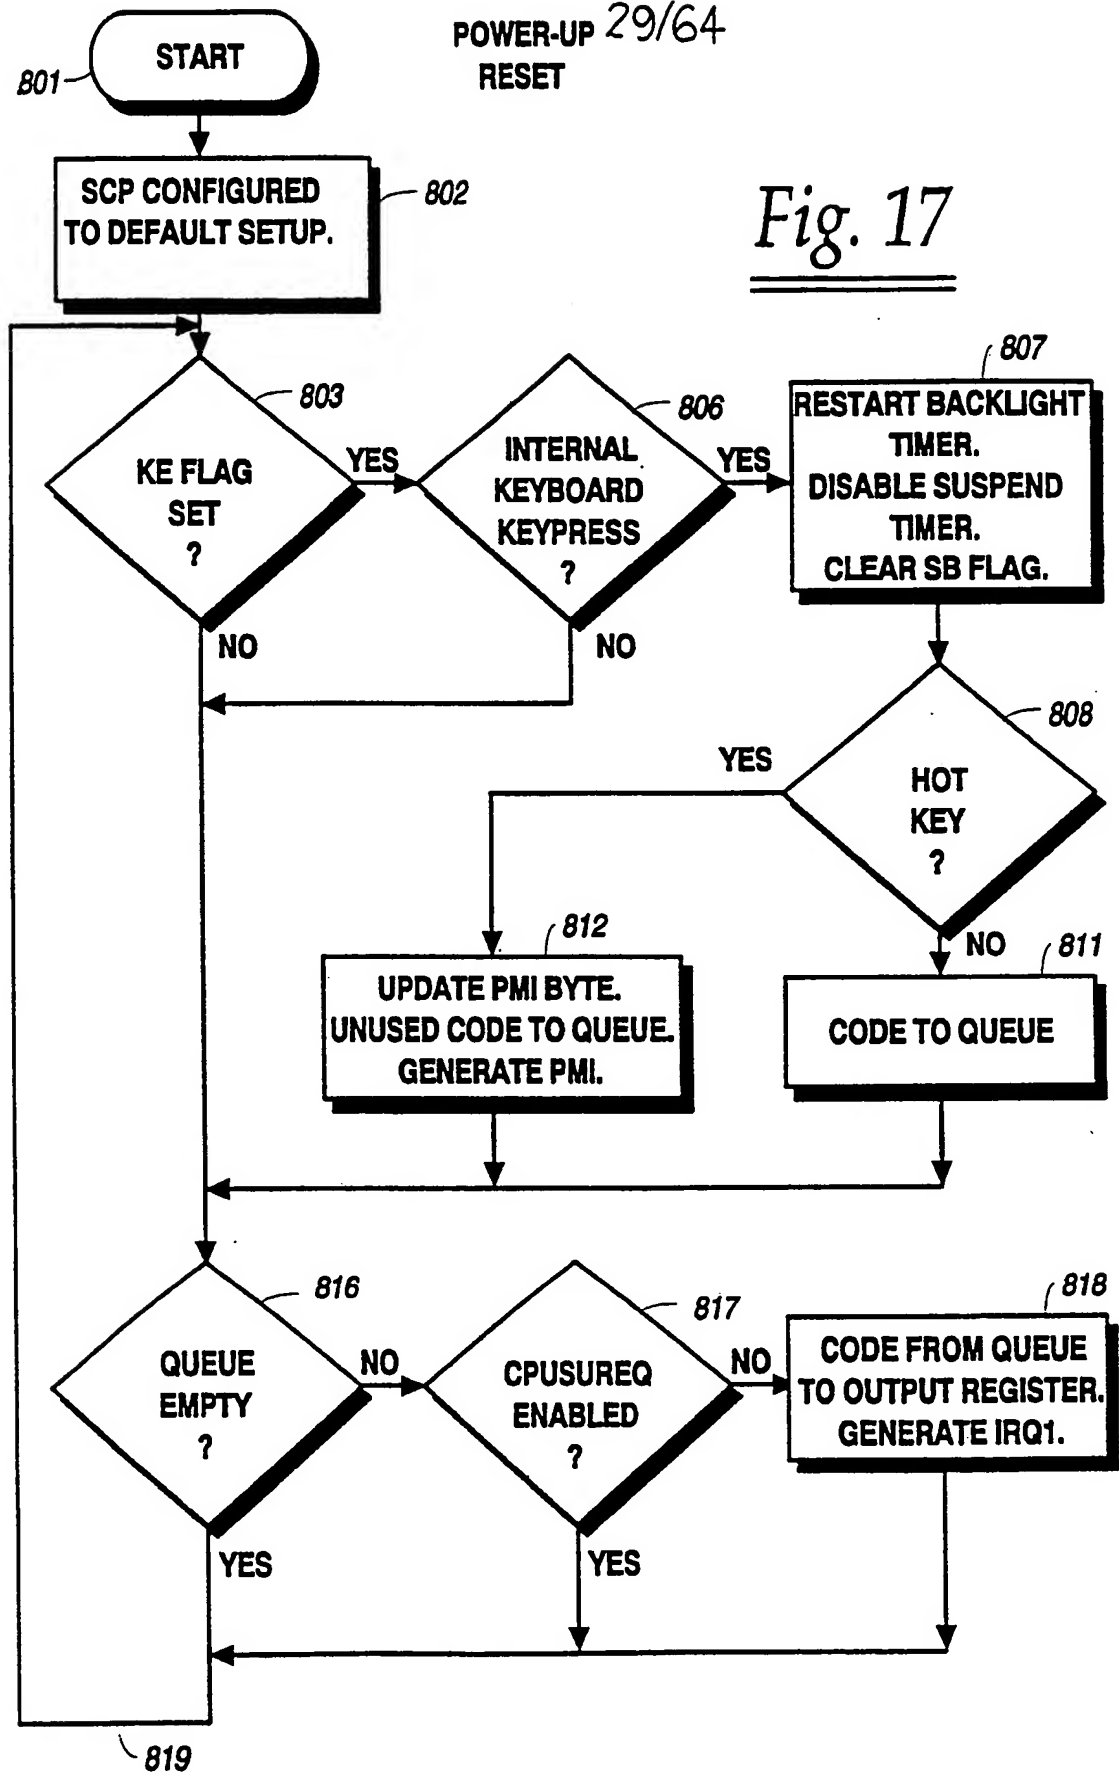 POWER-UP 29/64
RESET
START
801
SCP CONFIGURED
TO DEFAULT SETUP.
802
Fig. 17
KE FLAG
SET
?
803
YES
NO
INTERNAL
KEYBOARD
KEYPRESS
?
806
YES
NO
RESTART BACKLIGHT
TIMER.
DISABLE SUSPEND
TIMER.
CLEAR SB FLAG.
807
HOT
KEY
?
808
YES
NO
UPDATE PMI BYTE.
UNUSED CODE TO QUEUE.
GENERATE PMI.
812
CODE TO QUEUE
811
QUEUE
EMPTY
?
816
NO
YES
CPUSUREQ
ENABLED
?
817
NO
YES
CODE FROM QUEUE
TO OUTPUT REGISTER.
GENERATE IRQ1.
818
819